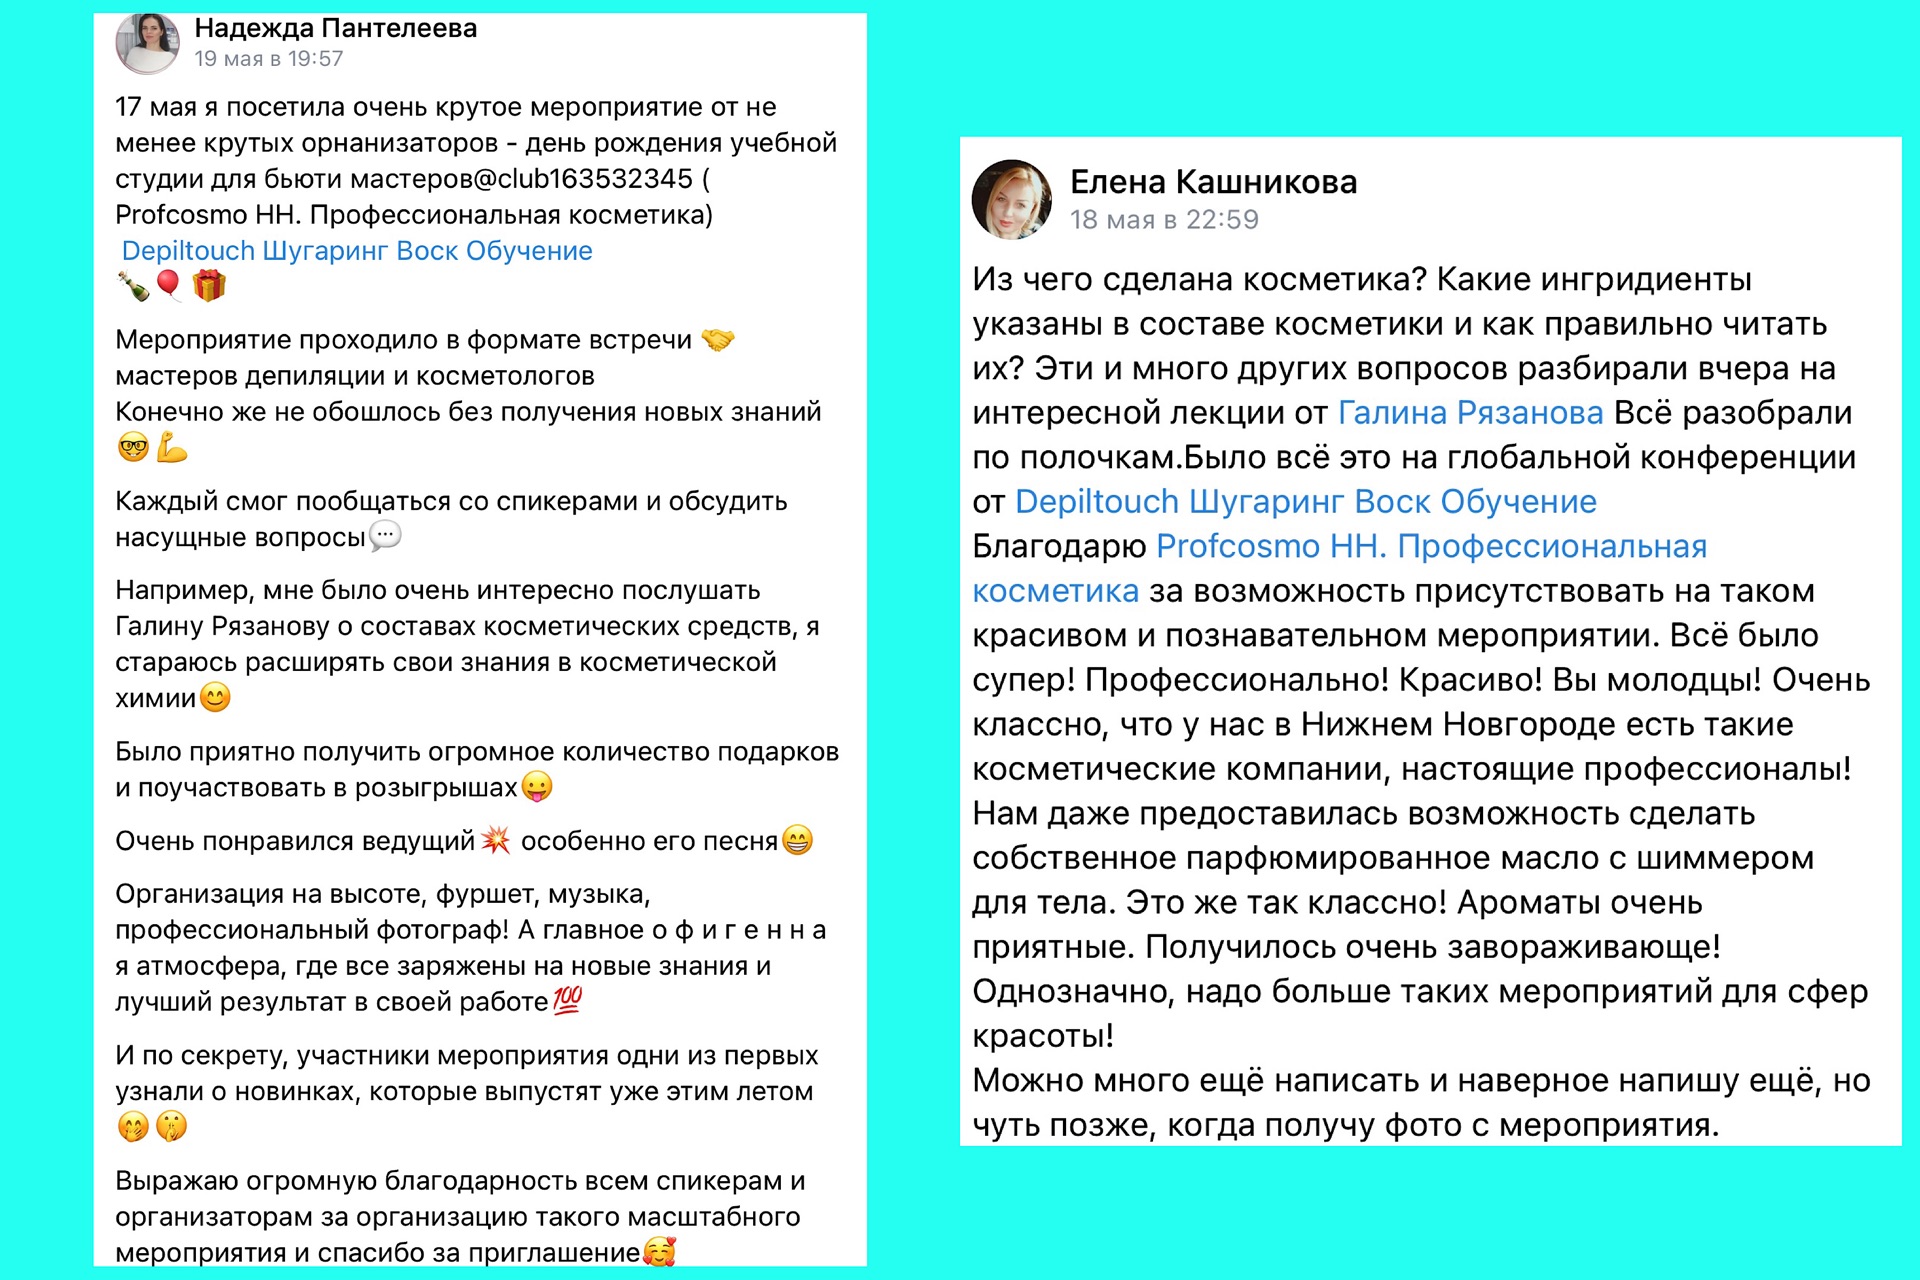 Надежда Пантелеева
19 мая в 19:57
17 мая я посетила очень крутое мероприятие от не
менее крутых орнанизаторов - день рождения учебной
студии для бьюти мастеров@club163532345 (
Profcosmo НН. Профессиональная косметика)
Depiltouch Шугаринг Воск Обучение
🍾🎈🎁
Мероприятие проходило в формате встречи 🤝
мастеров депиляции и косметологов
Конечно же не обошлось без получения новых знаний
🤓💪
Каждый смог пообщаться со спикерами и обсудить
насущные вопросы💬
Например, мне было очень интересно послушать
Галину Рязанову о составах косметических средств, я
стараюсь расширять свои знания в косметической
химии😊
Было приятно получить огромное количество подарков
и поучаствовать в розыгрышах😛
Очень понравился ведущий💥 особенно его песня😁
Организация на высоте, фуршет, музыка,
профессиональный фотограф! А главное о ф и г е н н а
я атмосфера, где все заряжены на новые знания и
лучший результат в своей работе💯
И по секрету, участники мероприятия одни из первых
узнали о новинках, которые выпустят уже этим летом
🤭🤫
Выражаю огромную благодарность всем спикерам и
организаторам за организацию такого масштабного
мероприятия и спасибо за приглашение🥰
Елена Кашникова
18 мая в 22:59
Из чего сделана косметика? Какие ингридиенты
указаны в составе косметики и как правильно читать
их? Эти и много других вопросов разбирали вчера на
интересной лекции от Галина Рязанова Всё разобрали
по полочкам.Было всё это на глобальной конференции
от Depiltouch Шугаринг Воск Обучение
Благодарю Profcosmo НН. Профессиональная
косметика за возможность присутствовать на таком
красивом и познавательном мероприятии. Всё было
супер! Профессионально! Красиво! Вы молодцы! Очень
классно, что у нас в Нижнем Новгороде есть такие
косметические компании, настоящие профессионалы!
Нам даже предоставилась возможность сделать
собственное парфюмированное масло с шиммером
для тела. Это же так классно! Ароматы очень
приятные. Получилось очень завораживающе!
Однозначно, надо больше таких мероприятий для сфер
красоты!
Можно много ещё написать и наверное напишу ещё, но
чуть позже, когда получу фото с мероприятия.